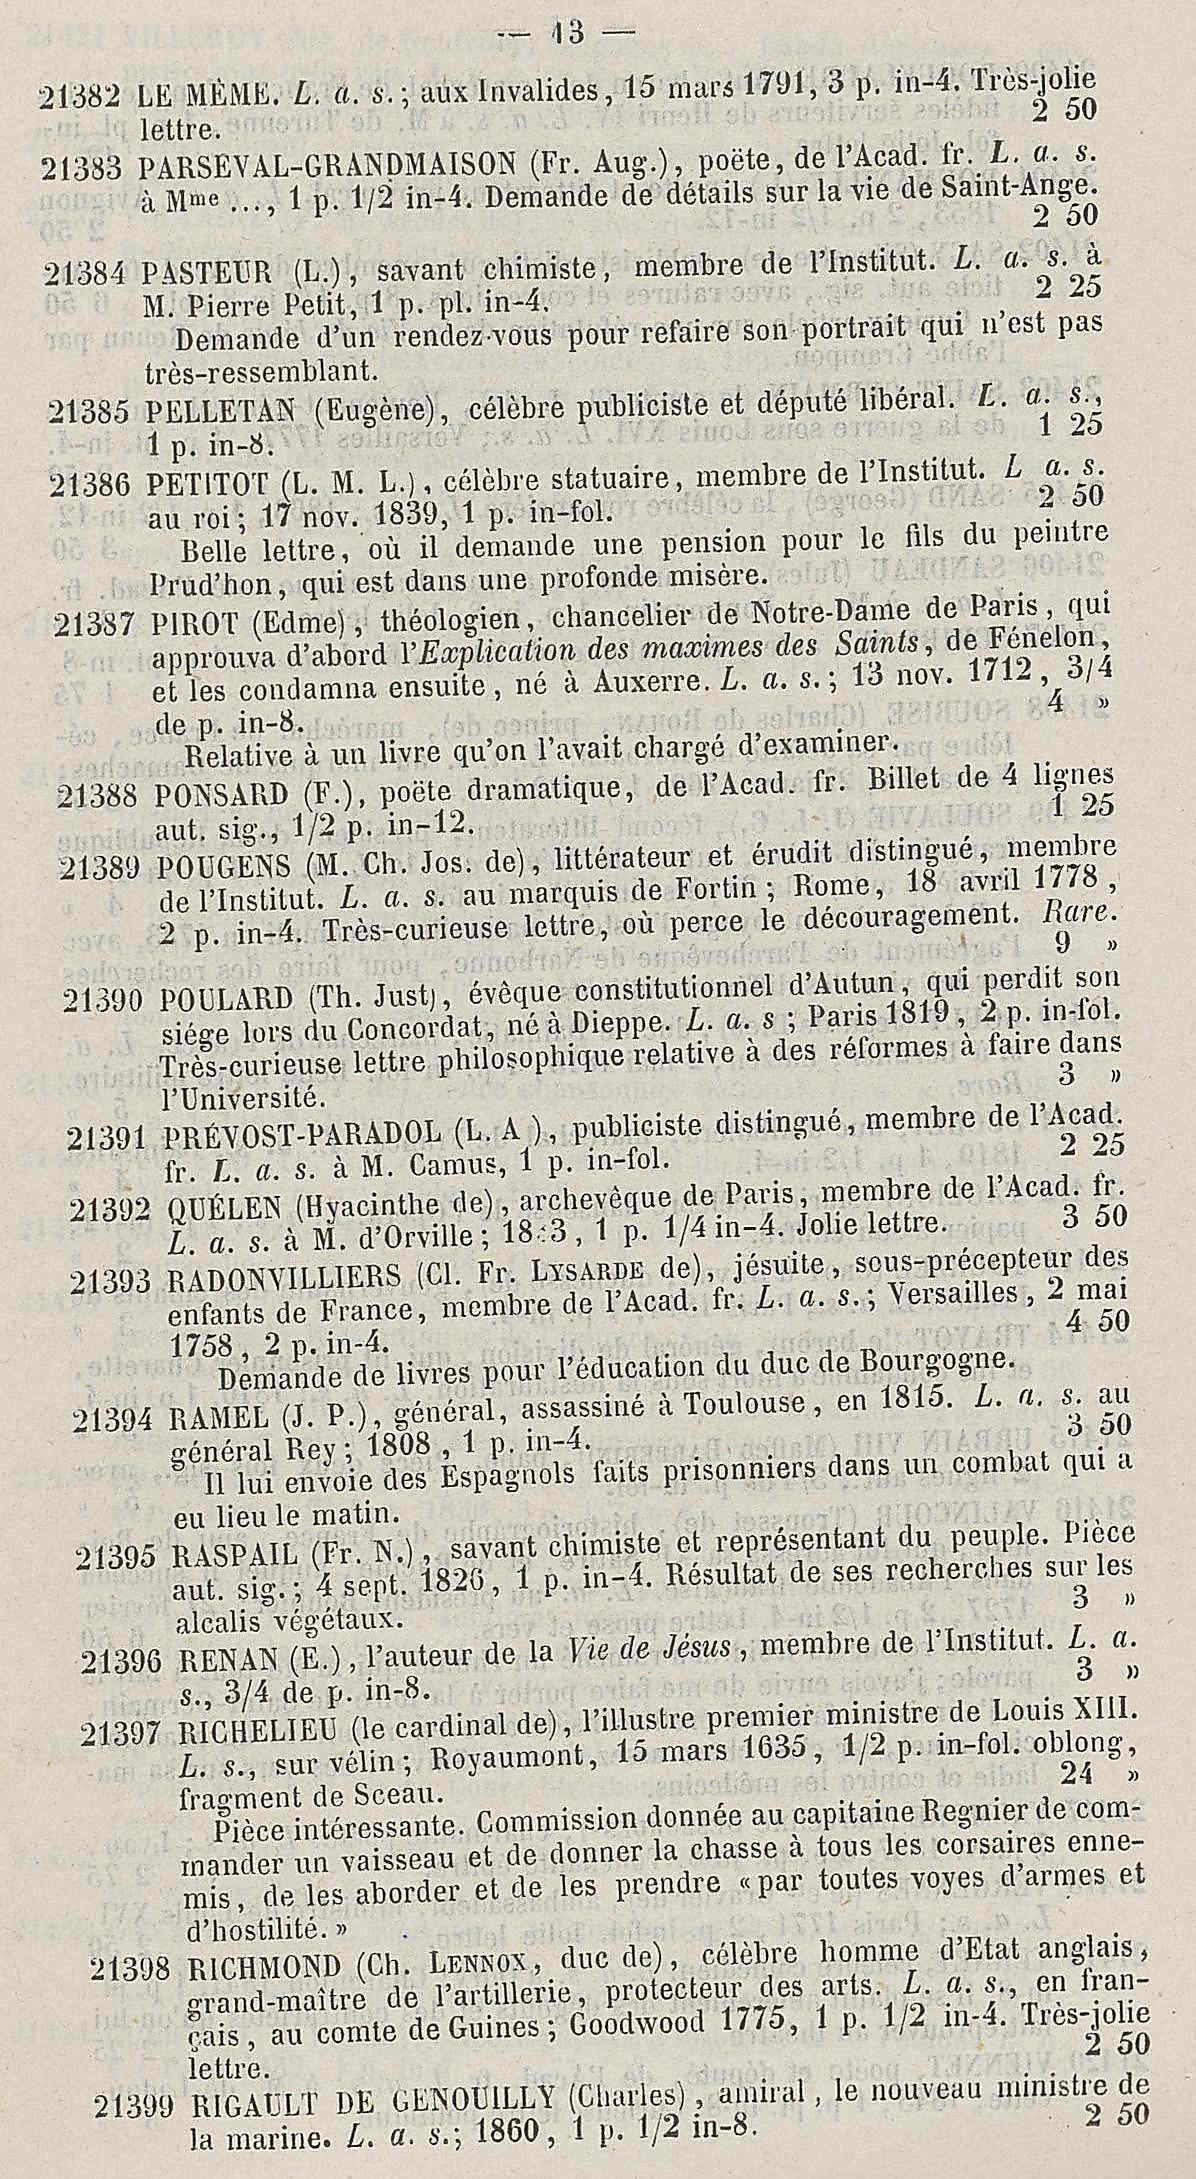 — 13 —
21382 LE MÊME. L. a. s.; aux Invalides, 15 mars 1791, 3 p. in-4. Très-jolie
lettre. 2 50
21383 PARSEVAL-GRANDMAISON (Fr. Aug.), poëte, de l'Acad. fr. L. a. s.
à Mme ..., 1 p. 1/2 in-4. Demande de détails sur la vie de Saint-Ange.
2 50
21384 PASTEUR (L.), savant chimiste, membre de l'Institut. L. a. s. à
M. Pierre Petit, 1 p. pl. in-4. 2 25
Demande d'un rendez-vous pour refaire son portrait qui n'est pas
très-ressemblant.
21385 PELLETAN (Eugène), célèbre publiciste et député libéral. L. a. s.,
1 p. in-8. 1 25
21386 PETITOT (L. M. L.), célèbre statuaire, membre de l'Institut. L a. s.
au roi; 17 nov. 1839, 1 p. in-fol. 2 50
Belle lettre, où il demande une pension pour le fils du peintre
Prud'hon, qui est dans une profonde misère.
21387 PIROT (Edme), théologien, chancelier de Notre-Dame de Paris, qui
approuva d'abord l'Explication des maximes des Saints, de Fénelon,
et les condamna ensuite, né à Auxerre. L. a. s.; 13 nov. 1712, 3/4
de p. in-8. 4 »
Relative à un livre qu'on l'avait chargé d'examiner.
21388 PONSARD (F.), poëte dramatique, de l'Acad. fr. Billet de 4 lignes
aut. sig., 1/2 p. in-12. 1 25
21389 POUGENS (M. Ch. Jos. de), littérateur et érudit distingué, membre
de l'Institut. L. a. s. au marquis de Fortin; Rome, 18 avril 1778,
2 p. in-4. Très-curieuse lettre, où perce le découragement. Rare.
9 »
21390 POULARD (Th. Just), évêque constitutionnel d'Autun, qui perdit son
siége lors du Concordat, né à Dieppe. L. a. s ; Paris 1819, 2 p. in-fol.
Très-curieuse lettre philosophique relative à des réformes à faire dans
l'Université. 3 »
21391 PRÉVOST-PARADOL (L. A ), publiciste distingué, membre de l'Acad.
fr. L. a. s. à M. Camus, 1 p. in-fol. 2 25
21392 QUÉLEN (Hyacinthe de), archevêque de Paris, membre de l'Acad. fr.
L. a. s. à M. d'Orville; 1 p. 1/4 in-4. Jolie lettre. 3 50
21393 RADONVILLIERS (Cl. Fr. LYSARDE de), jésuite, sous-précepteur des
enfants de France, membre de l'Acad. fr. L. a. s.; Versailles, 2 mai
1758, 2 p. in-4. 4 50
Demande de livres pour l'éducation du duc de Bourgogne.
21394 RAMEL (J. P.), général, assassiné à Toulouse, en 1815. L. a. s. au
général Rey; 1808, 1 p. in-4. 3 50
Il lui envoie des Espagnols faits prisonniers dans un combat qui a
eu lieu le matin.
21395 RASPAIL (Fr. N.), savant chimiste et représentant du peuple. Pièce
aut. sig.; 4 sept. 1826, 1 p. in-4. Résultat de ses recherches sur les
alcalis végétaux. 3 »
21396 RENAN (E.), l'auteur de la Vie de Jésus, membre de l'Institut. L. a.
s., 3/4 de p. in-8. 3 »
21397 RICHELIEU (le cardinal de), l'illustre premier ministre de Louis XIII.
L. s., sur vélin; Royaumont, 15 mars 1635, 1/2 p. in-fol. oblong,
fragment de Sceau. 24 »
Pièce intéressante. Commission donnée au capitaine Regnier de com-
mander un vaisseau et de donner la chasse à tous les corsaires enne-
mis, de les aborder et de les prendre «par toutes voyes d'armes et
d'hostilité.»
21398 RICHMOND (Ch. LENNOX, duc de), célèbre homme d'Etat anglais,
grand-maître de l'artillerie, protecteur des arts. L. a. s., en fran-
çais, au comte de Guines; Goodwood 1775, 1 p. 1/2 in-4. Très-jolie
lettre. 2 50
21399 RIGAULT DE GENOUILLY (Charles), amiral, le nouveau ministre de
la marine. L. a. s.; 1860, 1 p. 1/2 in-8. 2 50